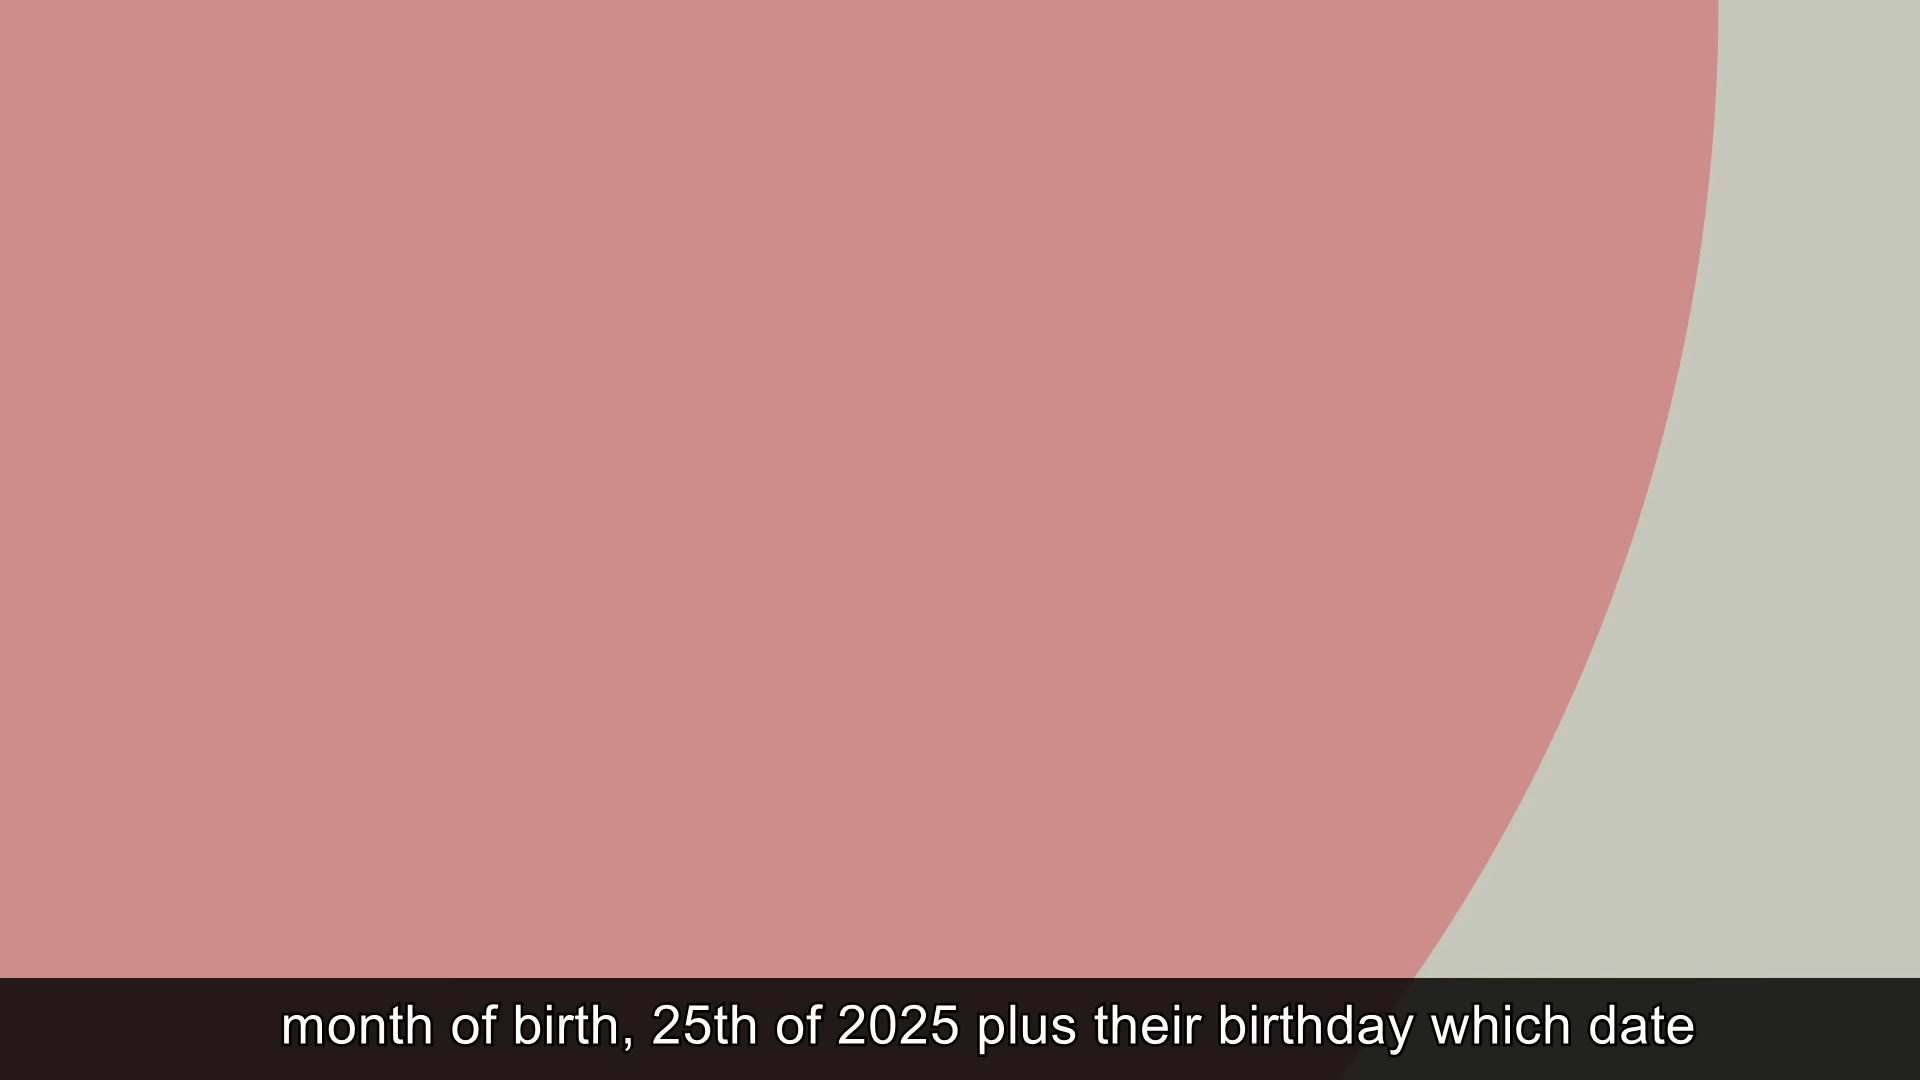 month of birth, 25th of 2025 plus their birthday which date